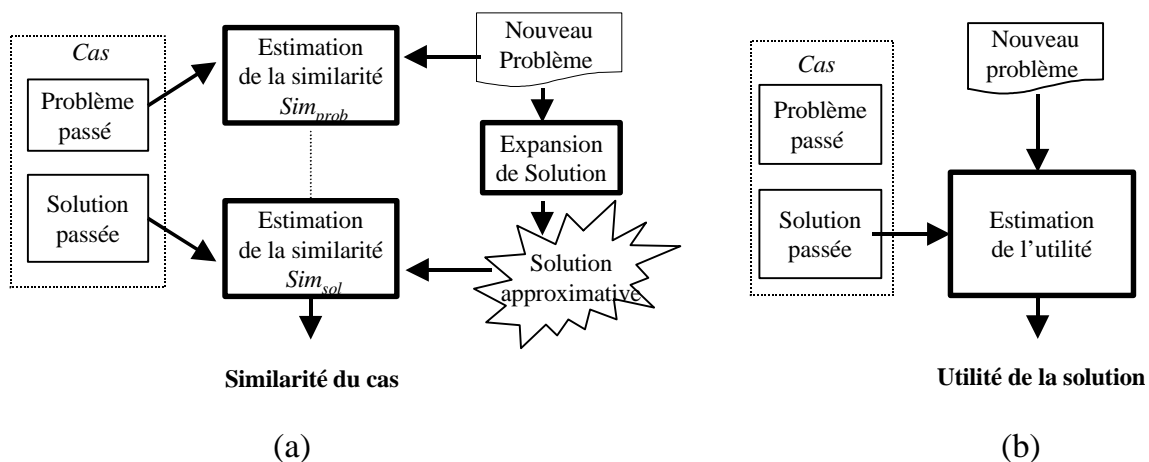 Cas
Problème
passé
Solution
passée
Estimation
de la similarité
Sim_prob
Estimation
de la similarité
Sim_sol
Similarité du cas
Nouveau
Problème
Expansion
de Solution
Solution
approximative
(a)
Cas
Problème
passé
Solution
passée
Nouveau
problème
Estimation
de l’utilité
Utilité de la solution
(b)